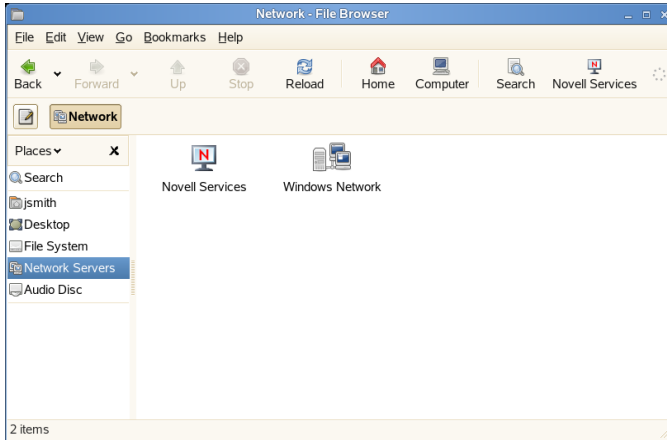 Network - File Browser
File Edit View Go Bookmarks Help
Back Forward Up Stop Reload Home Computer Search Novell Services
Network
Places
Search
jsmith
Desktop
File System
Network Servers
Audio Disc
N
Novell Services
Windows Network
2 items